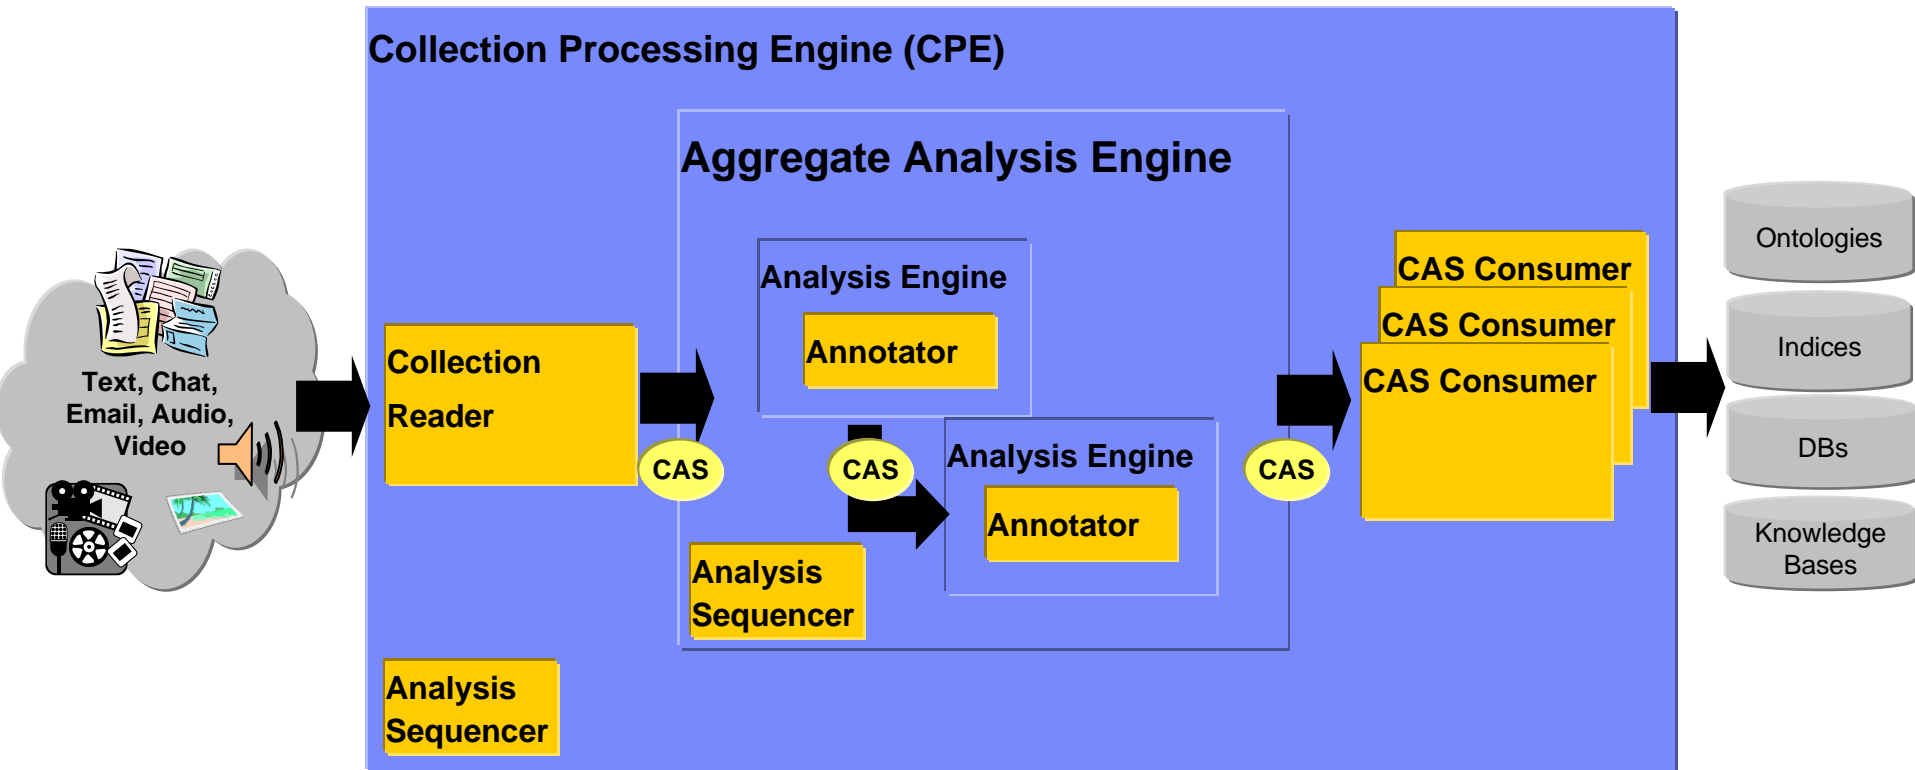 Collection Processing Engine (CPE)
Aggregate Analysis Engine
Text, Chat,
Email, Audio,
Video
Collection
Reader
CAS
Analysis Engine
Annotator
CAS
Analysis Engine
Annotator
Analysis
Sequencer
CAS
Analysis
Sequencer
CAS Consumer
CAS Consumer
CAS Consumer
Ontologies
Indices
DBs
Knowledge
Bases